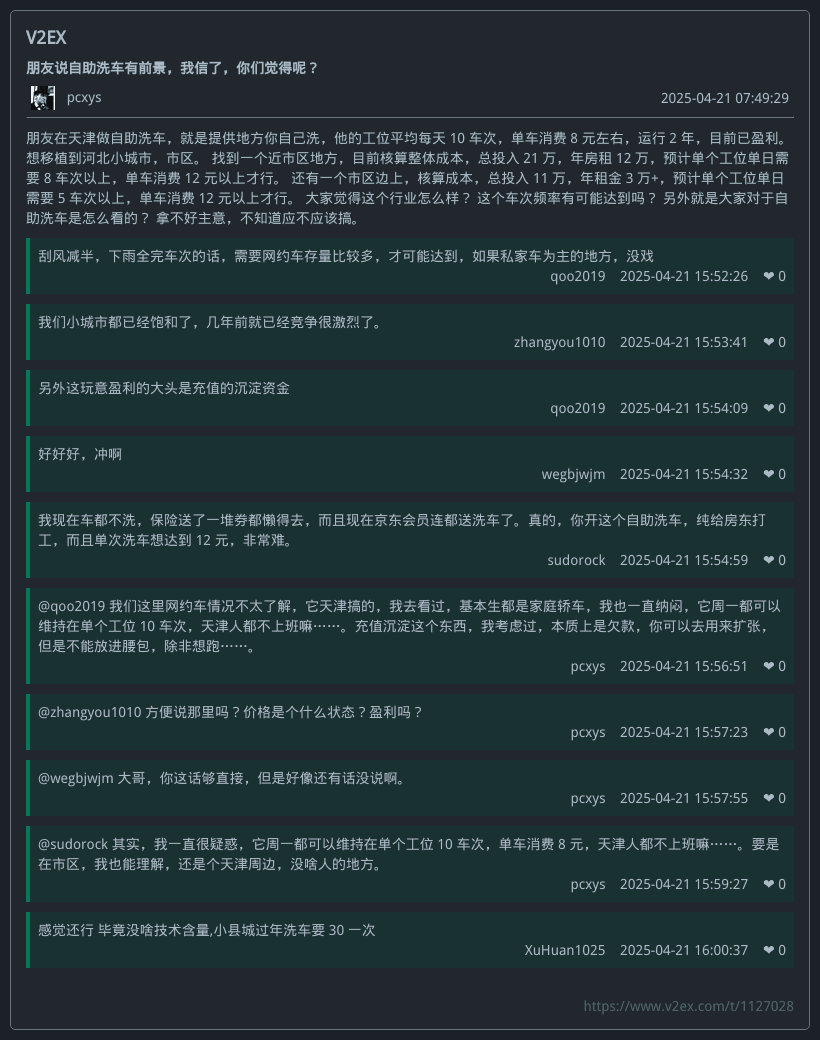 V2EX
朋友说自助洗车有前景，我信了，你们觉得呢？
pcxys 2025-04-21 07:49:29
朋友在天津做自助洗车，就是提供地方你自己洗，他的工位平均每天 10 车次，单车消费 8 元左右，运行 2 年，目前已盈利。
想移植到河北小城市，市区。 找到一个近市区地方，目前核算整体成本，总投入 21 万，年房租 12 万，预计单个工位单日需
要 8 车次以上，单车消费 12 元以上才行。 还有一个市区边上，核算成本，总投入 11 万，年租金 3 万+，预计单个工位单日
需要 5 车次以上，单车消费 12 元以上才行。 大家觉得这个行业怎么样？ 这个车次频率有可能达到吗？ 另外就是大家对于自
助洗车是怎么看的？ 拿不好主意，不知道应不应该搞。
刮风减半，下雨全完车次的话，需要网约车存量比较多，才可能达到，如果私家车为主的地方，没戏
qoo2019 2025-04-21 15:52:26 ❤ 0
我们小城市都已经饱和了，几年前就已经竞争很激烈了。
zhangyou1010 2025-04-21 15:53:41 ❤ 0
另外这玩意盈利的大头是充值的沉淀资金
qoo2019 2025-04-21 15:54:09 ❤ 0
好好好，冲啊
wegbjwjm 2025-04-21 15:54:32 ❤ 0
我现在车都不洗，保险送了一堆券都懒得去，而且现在京东会员连都送洗车了。真的，你开这个自助洗车，纯给房东打
工，而且单次洗车想达到 12 元，非常难。
sudorock 2025-04-21 15:54:59 ❤ 0
@qoo2019 我们这里网约车情况不太了解，它天津搞的，我去看过，基本生都是家庭轿车，我也一直纳闷，它周一都可以
维持在单个工位 10 车次，天津人都不上班嘛……。充值沉淀这个东西，我考虑过，本质上是欠款，你可以去用来扩张，
但是不能放进腰包，除非想跑……。
pcxys 2025-04-21 15:56:51 ❤ 0
@zhangyou1010 方便说那里吗？价格是个什么状态？盈利吗？
pcxys 2025-04-21 15:57:23 ❤ 0
@wegbjwjm 大哥，你这话够直接，但是好像还有话没说啊。
pcxys 2025-04-21 15:57:55 ❤ 0
@sudorock 其实，我一直很疑惑，它周一都可以维持在单个工位 10 车次，单车消费 8 元，天津人都不上班嘛……。要是
在市区，我也能理解，还是个天津周边，没啥人的地方。
pcxys 2025-04-21 15:59:27 ❤ 0
感觉还行 毕竟没啥技术含量,小县城过年洗车要 30 一次
XuHuan1025 2025-04-21 16:00:37 ❤ 0
https://www.v2ex.com/t/1127028